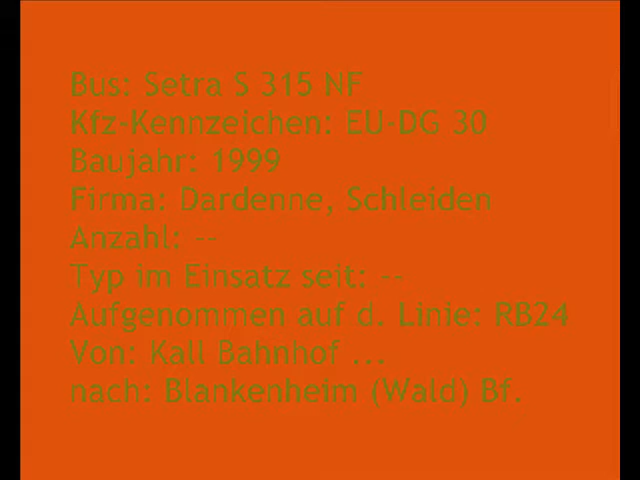 Bus: Setra S 315 NF
Kfz-Kennzeichen: EU-DG 30
Baujahr: 1999
Firma: Dardenne, Schleiden
Anzahl: --
Typ im Einsatz seit: --
Aufgenommen auf d. Linie: RB24
Von: Kall Bahnhof ...
nach: Blankenheim (Wald) Bf.